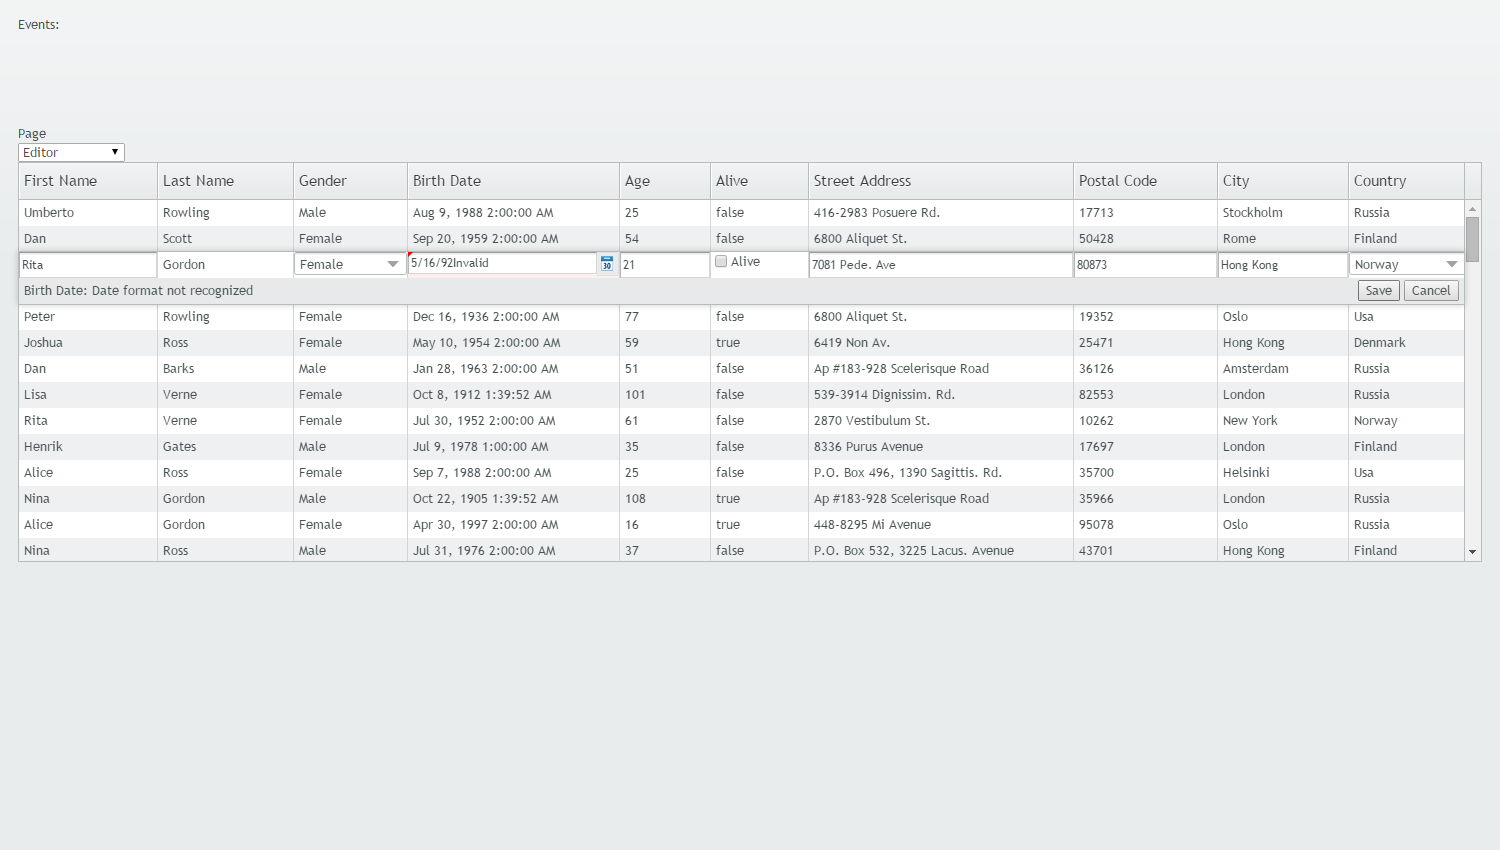 Events:
Page
Editor
First Name Last Name Gender Birth Date Age Alive Street Address Postal Code City Country
Umberto Rowling Male Aug 9, 1988 2:00:00 AM 25 false 416-2983 Posuere Rd. 17713 Stockholm Russia
Dan Scott Female Sep 20, 1959 2:00:00 AM 54 false 6800 Aliquet St. 50428 Rome Finland
Rita Gordon Female 5/16/92Invalid 30 21 Alive 7081 Pede. Ave 80873 Hong Kong Norway
Birth Date: Date format not recognized Save Cancel
Peter Rowling Female Dec 16, 1936 2:00:00 AM 77 false 6800 Aliquet St. 19352 Oslo Usa
Joshua Ross Female May 10, 1954 2:00:00 AM 59 true 6419 Non Av. 25471 Hong Kong Denmark
Dan Barks Male Jan 28, 1963 2:00:00 AM 51 false Ap #183-928 Scelerisque Road 36126 Amsterdam Russia
Lisa Verne Female Oct 8, 1912 1:39:52 AM 101 false 539-3914 Dignissim. Rd. 82553 London Russia
Rita Verne Female Jul 30, 1952 2:00:00 AM 61 false 2870 Vestibulum St. 10262 New York Norway
Henrik Gates Male Jul 9, 1978 1:00:00 AM 35 false 8336 Purus Avenue 17697 London Finland
Alice Ross Female Sep 7, 1988 2:00:00 AM 25 false P.O. Box 496, 1390 Sagittis. Rd. 35700 Helsinki Usa
Nina Gordon Male Oct 22, 1905 1:39:52 AM 108 true Ap #183-928 Scelerisque Road 35966 London Russia
Alice Gordon Female Apr 30, 1997 2:00:00 AM 16 true 448-8295 Mi Avenue 95078 Oslo Russia
Nina Ross Male Jul 31, 1976 2:00:00 AM 37 false P.O. Box 532, 3225 Lacus. Avenue 43701 Hong Kong Finland